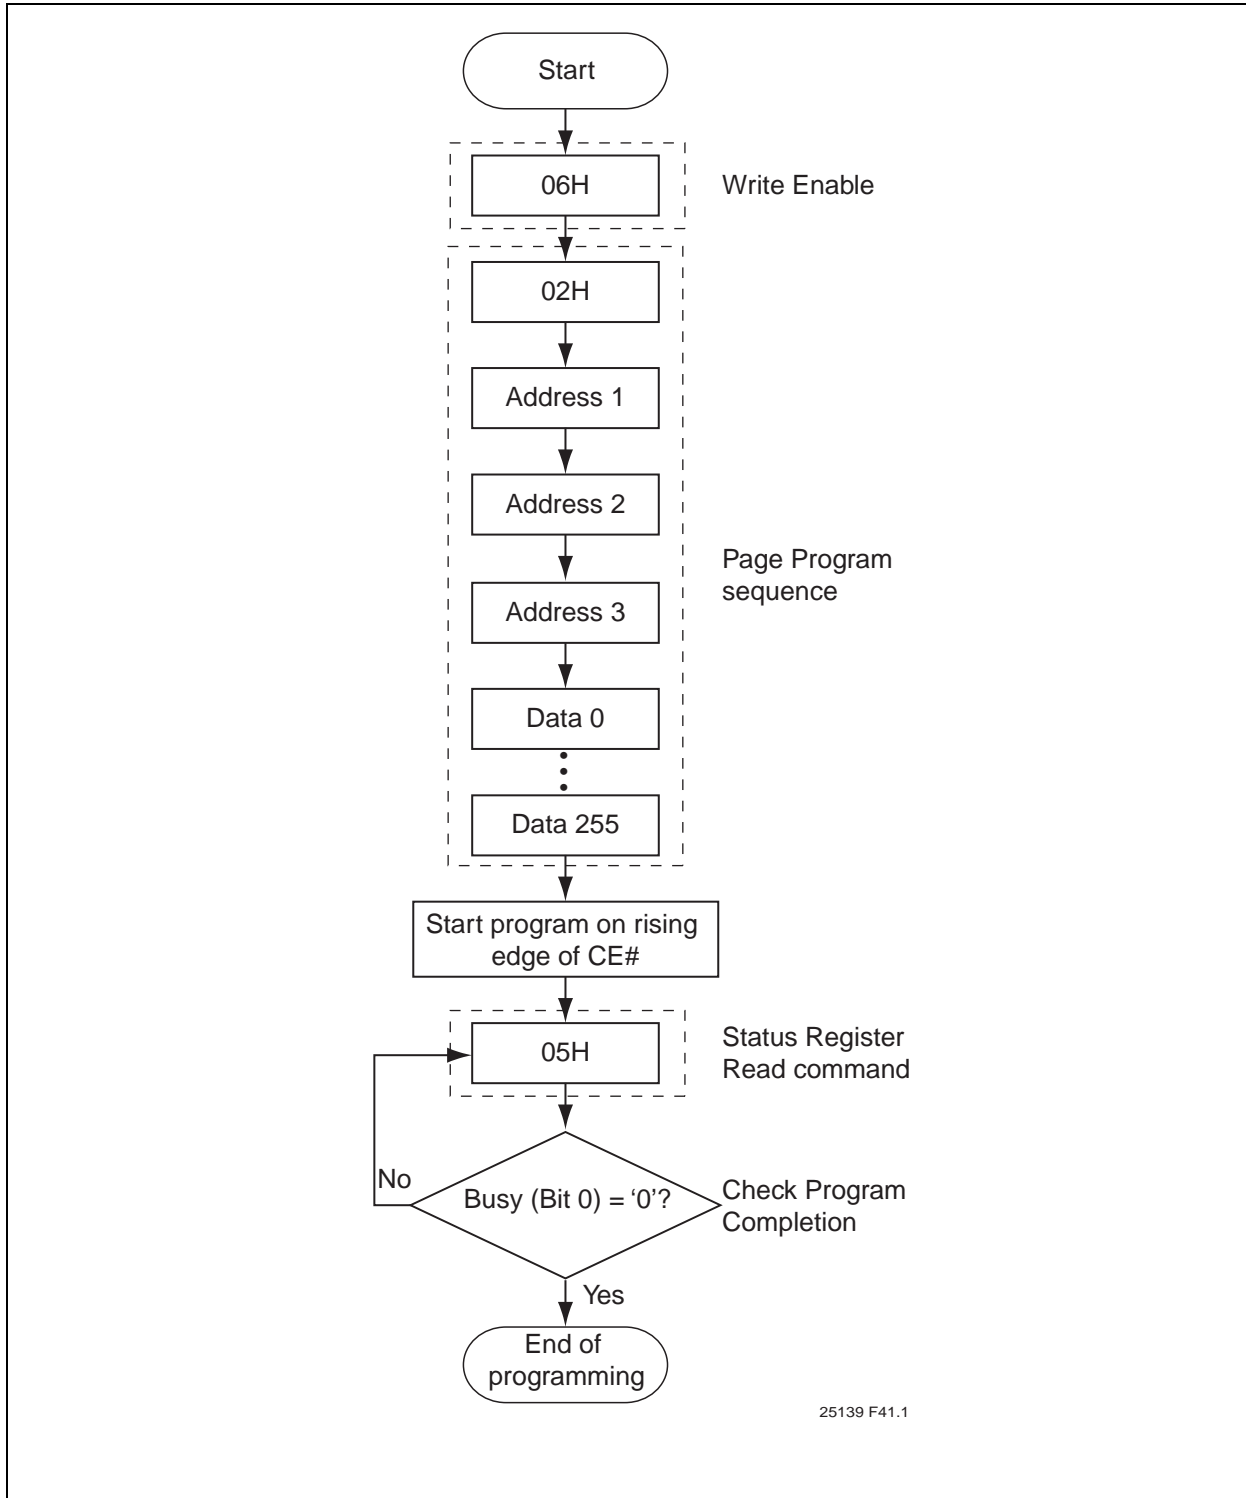 Start
06H
Write Enable
02H
Address 1
Address 2
Address 3
Page Program
sequence
Data 0
Data 255
Start program on rising
edge of CE#
05H
Status Register
Read command
No
Busy (Bit 0) = ‘0’?
Check Program
Completion
Yes
End of
programming
25139 F41.1